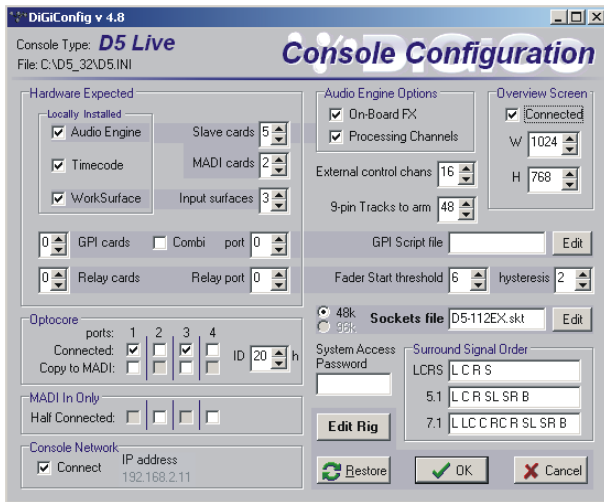 DiGiConfig v 4.8
Console Type: D5 Live
File: C:\D5_32\D5.INI
Console Configuration
Hardware Expected
Locally Installed
Audio Engine
Timecode
WorkSurface
Slave cards 5
MADI cards 2
Input surfaces 3
0 GPI cards Combi port 0
0 Relay cards Relay port 0
Audio Engine Options
On-Board FX
Processing Channels
Overview Screen
Connected
W 1024
H 768
External control chans 16
9-pin Tracks to arm 48
GPI Script file Edit
Fader Start threshold 6 hysteresis 2
48k
96k
Sockets file D5-112EX.skt Edit
Optocore
ports: 1 2 3 4
Connected:
Copy to MADI:
ID 20 h
MADI In Only
Half Connected:
Console Network
Connect
IP address
192.168.2.11
System Access
Password
Edit Rig
Surround Signal Order
LCRS L C R S
5.1 L C R SL SR B
7.1 L LC C RC R SL SR B
Restore
OK
Cancel